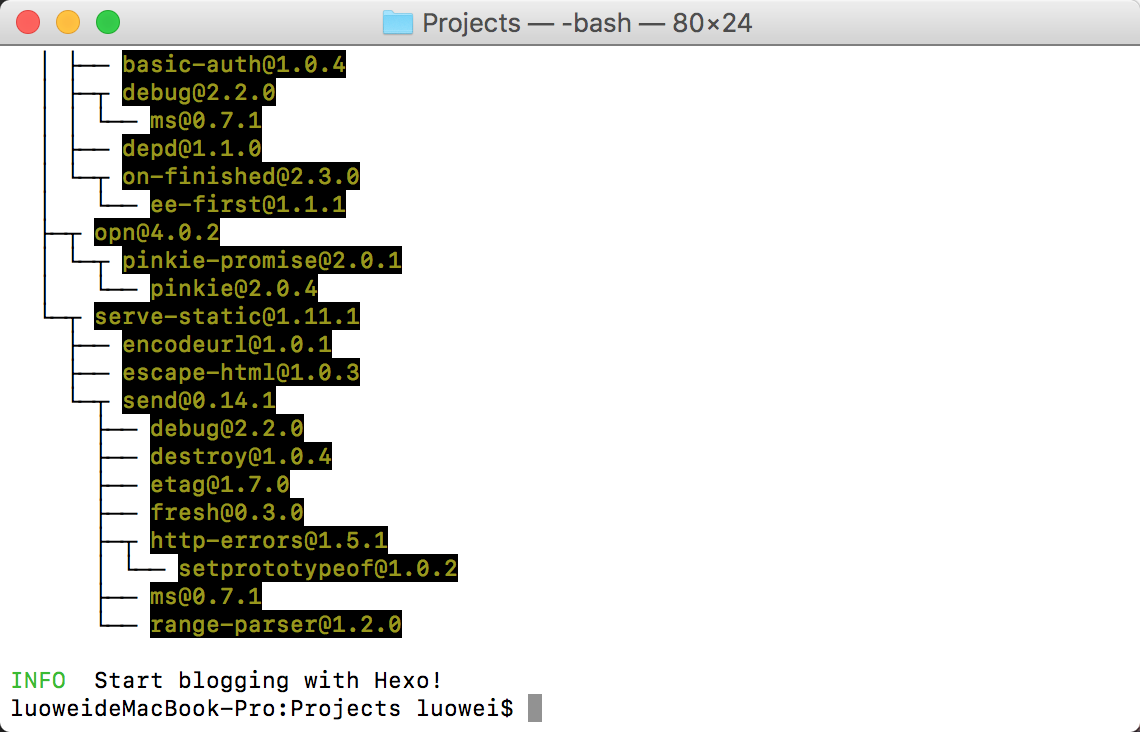 Projects — -bash — 80×24
│ ├── basic-auth@1.0.4
│ ├─┬ debug@2.2.0
│ │ └── ms@0.7.1
│ ├── depd@1.1.0
│ └─┬ on-finished@2.3.0
│   └── ee-first@1.1.1
├─┬ opn@4.0.2
│ └─┬ pinkie-promise@2.0.1
│   └── pinkie@2.0.4
└─┬ serve-static@1.11.1
  ├── encodeurl@1.0.1
  ├── escape-html@1.0.3
  └─┬ send@0.14.1
    ├── debug@2.2.0
    ├── destroy@1.0.4
    ├── etag@1.7.0
    ├── fresh@0.3.0
    ├─┬ http-errors@1.5.1
    │ └── setprototypeof@1.0.2
    ├── ms@0.7.1
    └── range-parser@1.2.0
INFO  Start blogging with Hexo!
luoweideMacBook-Pro:Projects luowei$